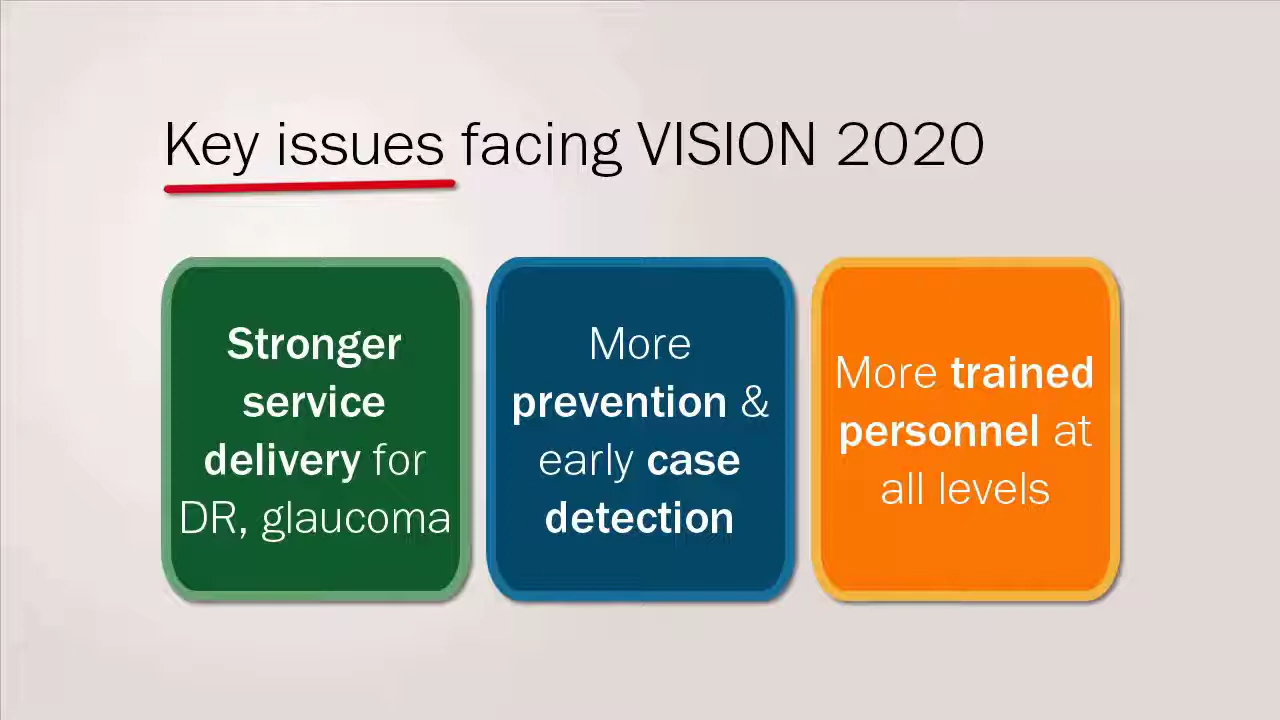 Key issues facing VISION 2020
Stronger
service
delivery for
DR, glaucoma
More
prevention &
early case
detection
More trained
personnel at
all levels